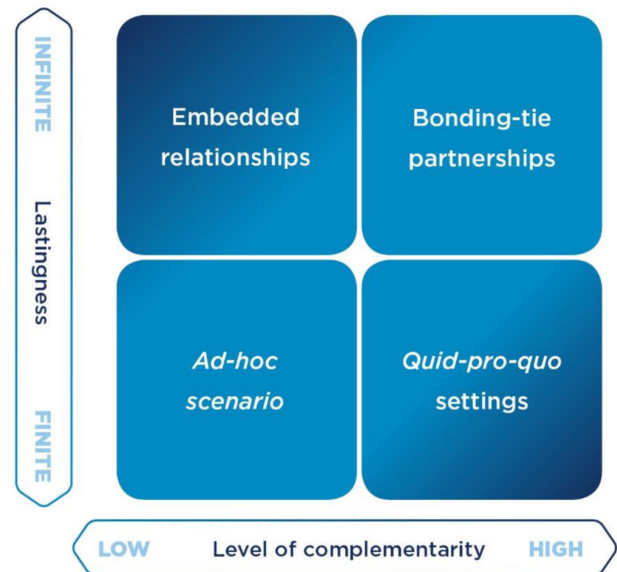 INFINITE
Lastingness
FINITE
Embedded
relationships
Bonding-tie
partnerships
Ad-hoc
scenario
Quid-pro-quo
settings
LOW
Level of complementarity
HIGH